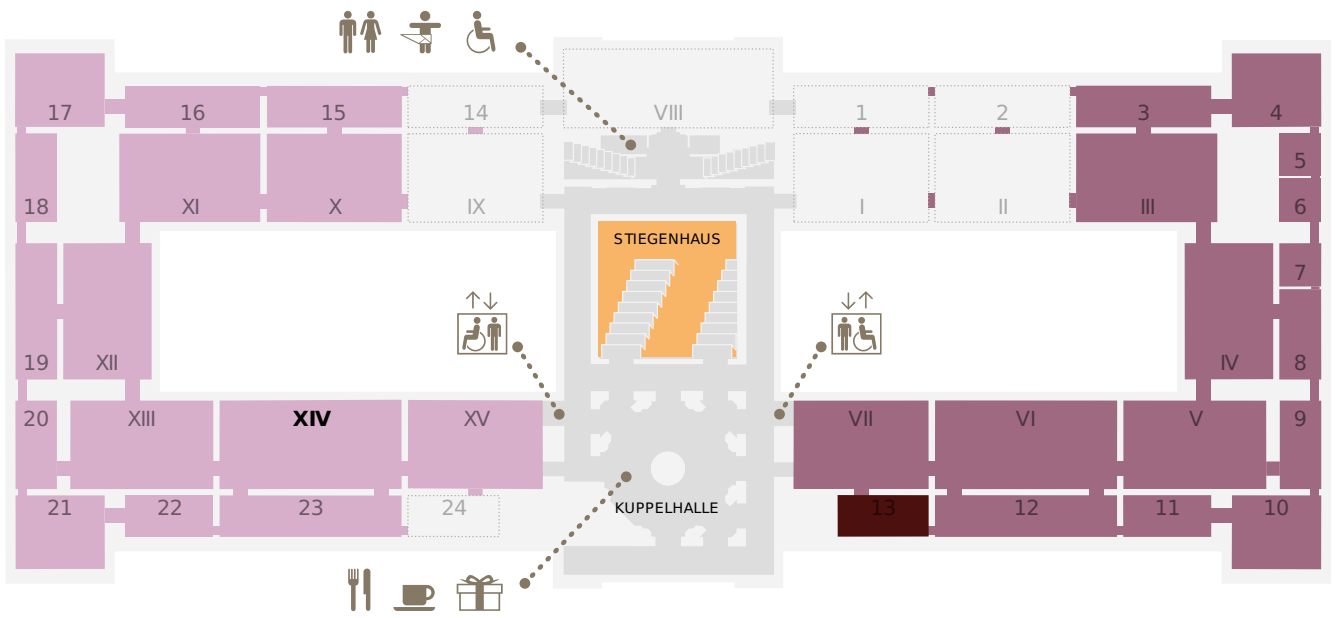 17 16 15 14 VIII 1 2 3 4
5
18 XI X IX I II III 6
STIEGENHAUS
7
19 XII IV 8
20 XIII XIV XV VII VI V 9
21 22 23 24 KUPPELHALLE 13 12 11 10